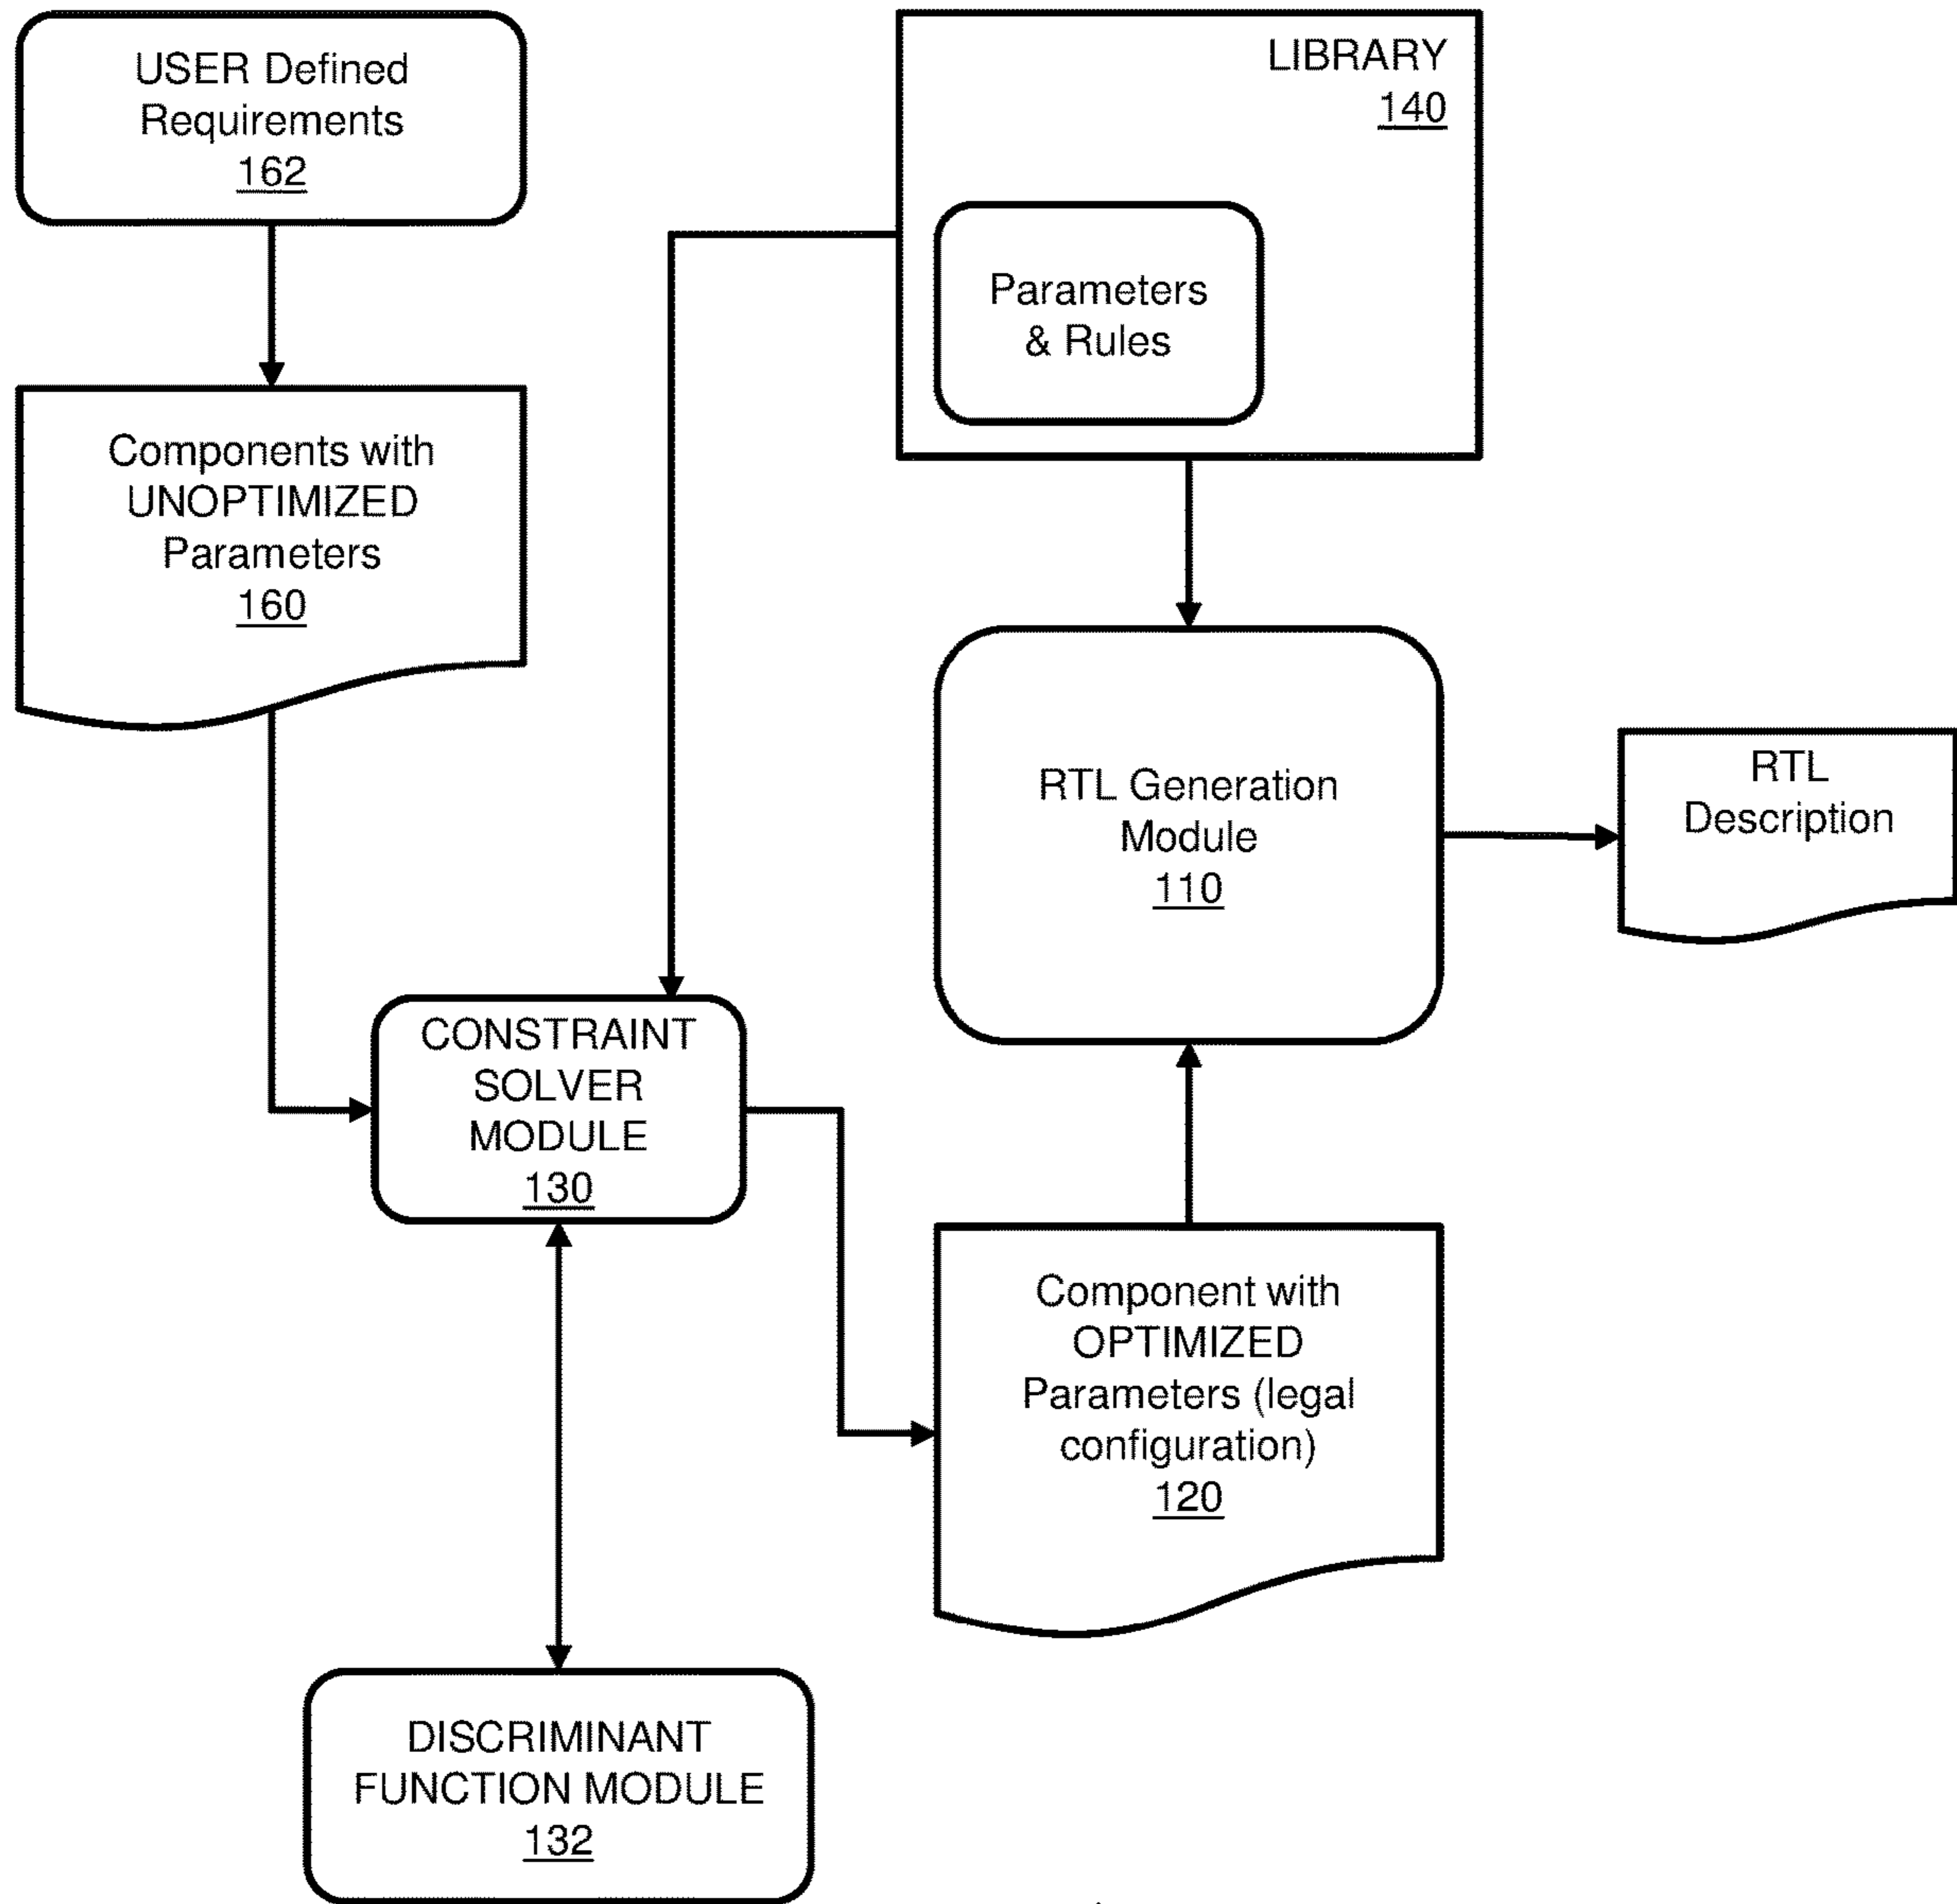 USER Defined
Requirements
162
LIBRARY
140
Parameters
& Rules
Components with
UNOPTIMIZED
Parameters
160
RTL Generation
Module
110
RTL
Description
CONSTRAINT
SOLVER
MODULE
130
Component with
OPTIMIZED
Parameters (legal
configuration)
120
DISCRIMINANT
FUNCTION MODULE
132